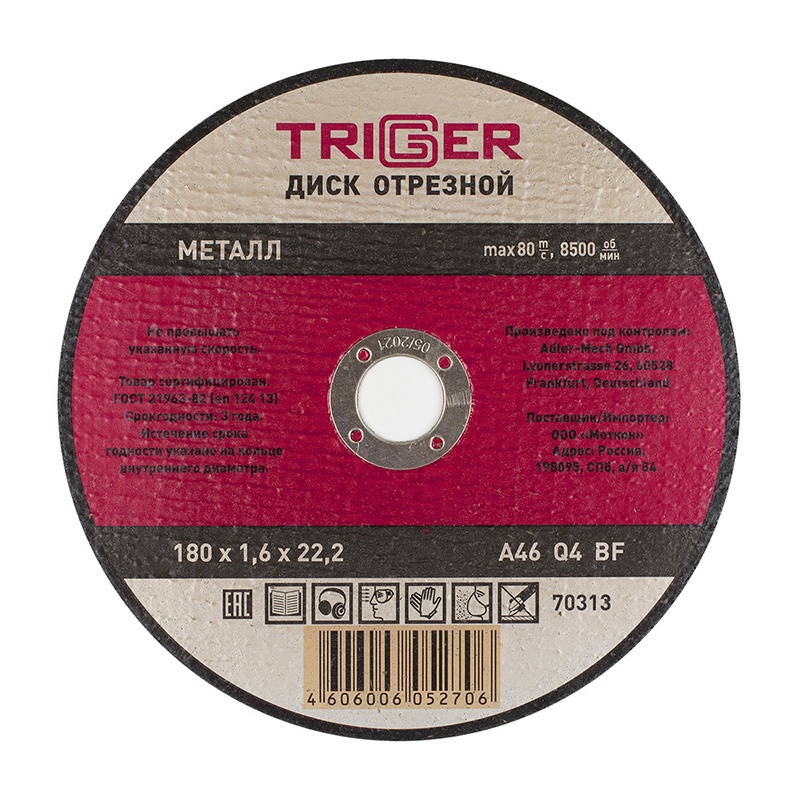 TRIGGER
ДИСК ОТРЕЗНОЙ
МЕТАЛЛ
max 80 m/c, 8500 об/мин
Не превышать
указанную скорость.
Товар сертифицирован.
ГОСТ 21963-82 (en 124 13)
Срок годности: 3 года.
Истечение срока
годности указано на кольце
внутреннего диаметра.
05/2021
Произведено под контролем:
Adler-Mech Gmbh.
Lyonerstrasse 26, 60528
Frankfurt, Deutschland
Поставщик/Импортер:
ООО «Меткон»
Адрес: Россия,
198095, СПб, а/я 84
180 x 1,6 x 22,2
A46 Q4 BF
EAC
70313
4 606006 052706